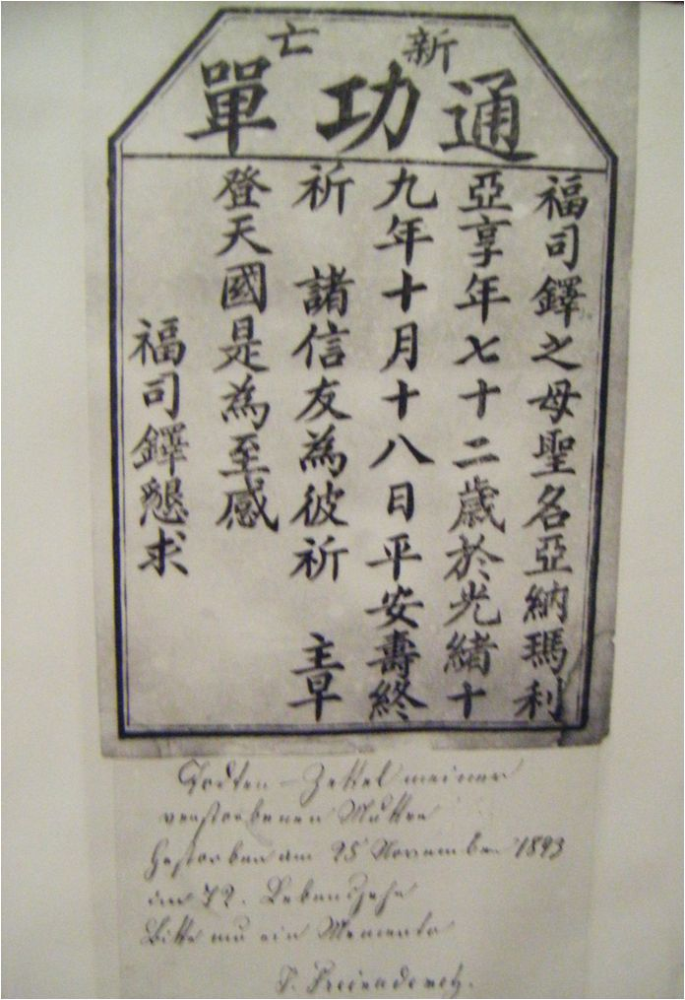 新亡
通功單
福司鐸之母聖名亞納瑪利
亞享年七十二歲於光緒十
九年十月十八日平安壽終
祈 諸信友為彼祈 主早
登天國是為至感
福司鐸懇求
Todten-Zettel meiner
verstorbenen Mutter
Gestorben am 25 November 1893
im 72. Lebensjahr
Bitte um ein Memento
J. Freinademetz.